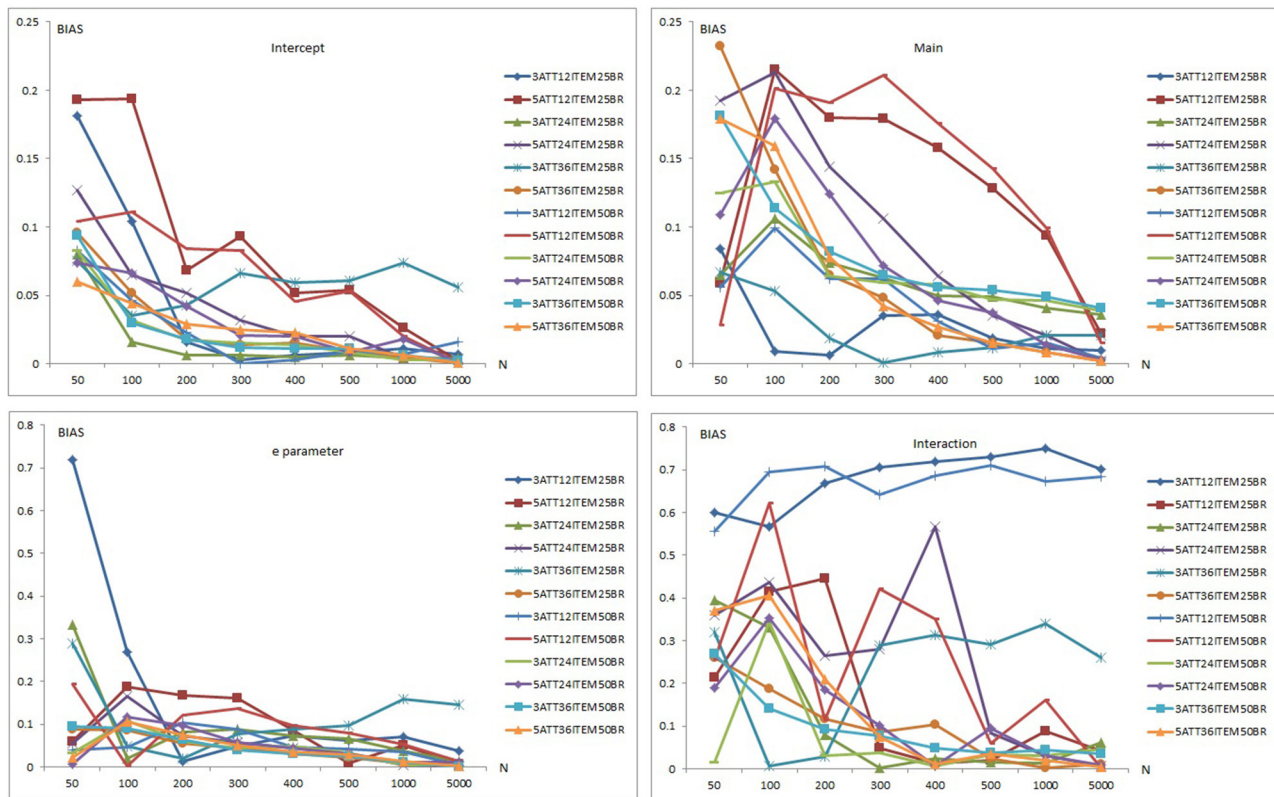 0.25
BIAS
Intercept
0.2
0.15
0.1
0.05
0
50 100 200 300 400 500 1000 5000 N
3ATT12ITEM25BR
5ATT12ITEM25BR
3ATT24ITEM25BR
5ATT24ITEM25BR
3ATT36ITEM25BR
5ATT36ITEM25BR
3ATT12ITEM50BR
5ATT12ITEM50BR
3ATT24ITEM50BR
5ATT24ITEM50BR
3ATT36ITEM50BR
5ATT36ITEM50BR
0.25
BIAS
Main
0.2
0.15
0.1
0.05
0
50 100 200 300 400 500 1000 5000 N
3ATT12ITEM25BR
5ATT12ITEM25BR
3ATT24ITEM25BR
5ATT24ITEM25BR
3ATT36ITEM25BR
5ATT36ITEM25BR
3ATT12ITEM50BR
5ATT12ITEM50BR
3ATT24ITEM50BR
5ATT24ITEM50BR
3ATT36ITEM50BR
5ATT36ITEM50BR
0.8
BIAS
e parameter
0.7
0.6
0.5
0.4
0.3
0.2
0.1
0
50 100 200 300 400 500 1000 5000 N
3ATT12ITEM25BR
5ATT12ITEM25BR
3ATT24ITEM25BR
5ATT24ITEM25BR
3ATT36ITEM25BR
5ATT36ITEM25BR
3ATT12ITEM50BR
5ATT12ITEM50BR
3ATT24ITEM50BR
5ATT24ITEM50BR
3ATT36ITEM50BR
5ATT36ITEM50BR
0.8
BIAS
Interaction
0.7
0.6
0.5
0.4
0.3
0.2
0.1
0
50 100 200 300 400 500 1000 5000 N
3ATT12ITEM25BR
5ATT12ITEM25BR
3ATT24ITEM25BR
5ATT24ITEM25BR
3ATT36ITEM25BR
5ATT36ITEM25BR
3ATT12ITEM50BR
5ATT12ITEM50BR
3ATT24ITEM50BR
5ATT24ITEM50BR
3ATT36ITEM50BR
5ATT36ITEM50BR